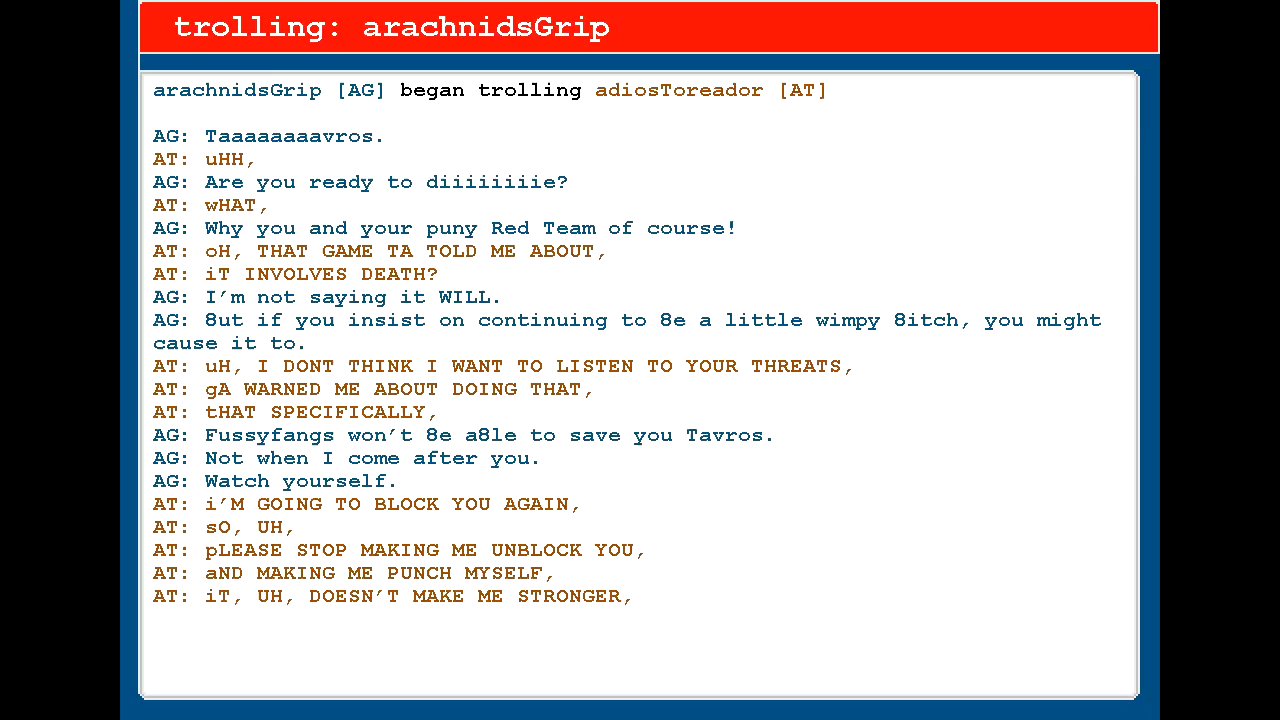 trolling: arachnidsGrip
arachnidsGrip [AG] began trolling adiosToreador [AT]
AG: Taaaaaaaavros.
AT: uHH,
AG: Are you ready to diiiiiiiie?
AT: wHAT,
AG: Why you and your puny Red Team of course!
AT: oH, THAT GAME TA TOLD ME ABOUT,
AT: iT INVOLVES DEATH?
AG: I'm not saying it WILL.
AG: 8ut if you insist on continuing to 8e a little wimpy 8itch, you might
cause it to.
AT: uH, I DONT THINK I WANT TO LISTEN TO YOUR THREATS,
AT: gA WARNED ME ABOUT DOING THAT,
AT: tHAT SPECIFICALLY,
AG: Fussyfangs won't 8e a8le to save you Tavros.
AG: Not when I come after you.
AG: Watch yourself.
AT: i'M GOING TO BLOCK YOU AGAIN,
AT: sO, UH,
AT: pLEASE STOP MAKING ME UNBLOCK YOU,
AT: aND MAKING ME PUNCH MYSELF,
AT: iT, UH, DOESN'T MAKE ME STRONGER,